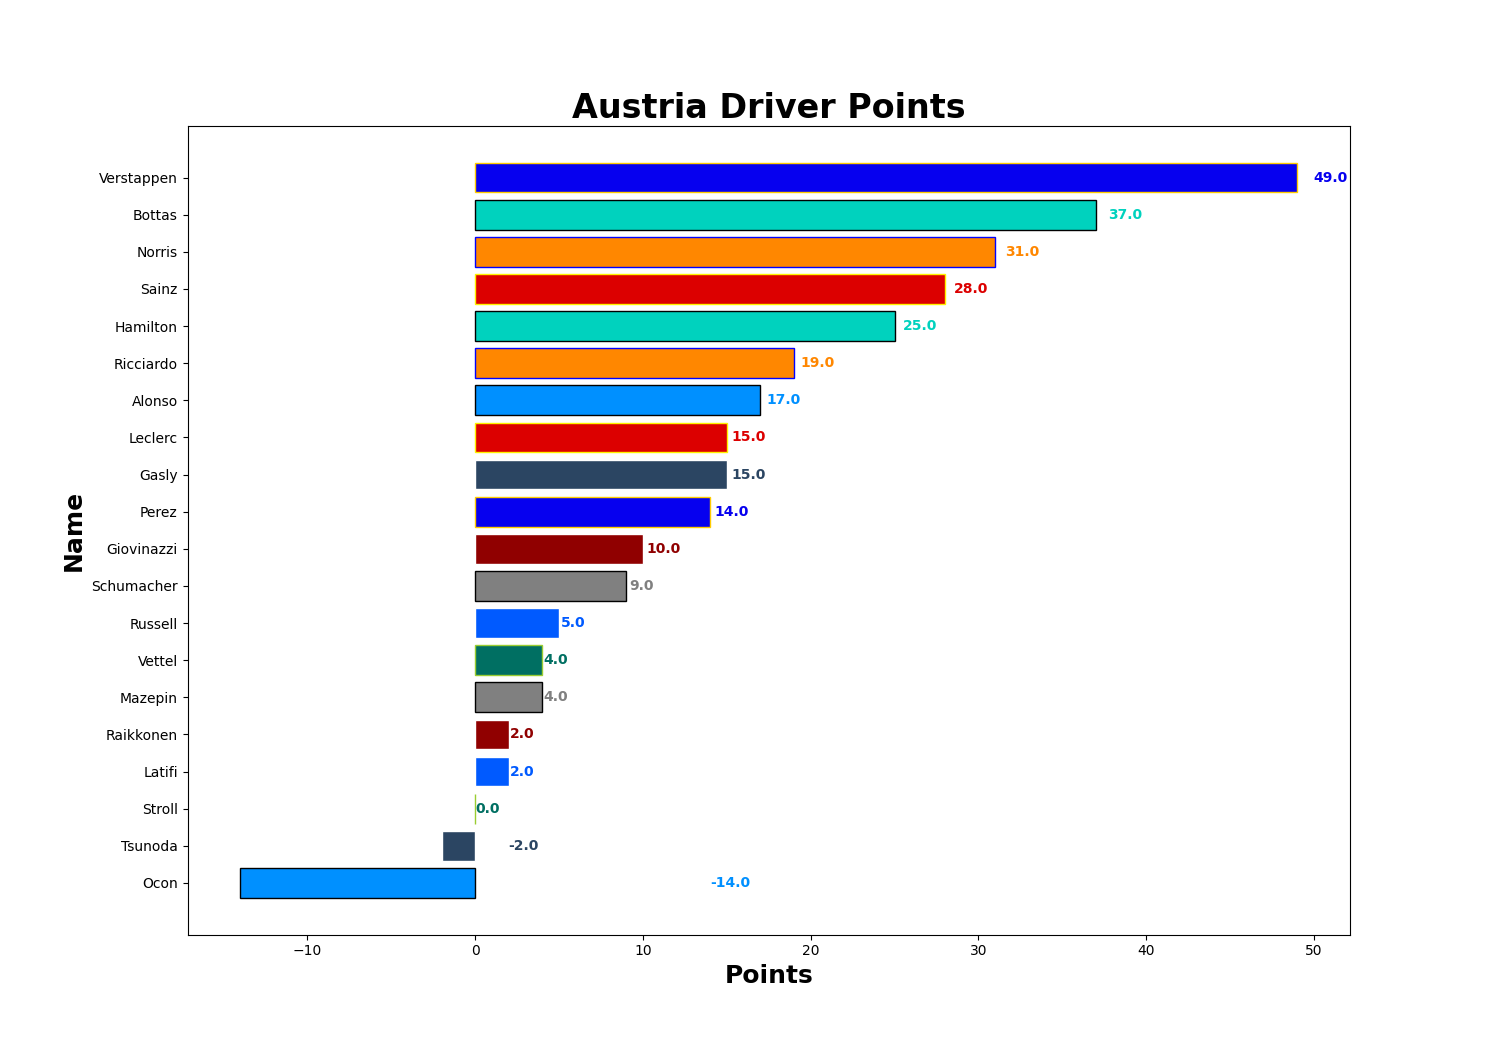 Austria Driver Points
Name
Verstappen 49.0
Bottas 37.0
Norris 31.0
Sainz 28.0
Hamilton 25.0
Ricciardo 19.0
Alonso 17.0
Leclerc 15.0
Gasly 15.0
Perez 14.0
Giovinazzi 10.0
Schumacher 9.0
Russell 5.0
Vettel 4.0
Mazepin 4.0
Raikkonen 2.0
Latifi 2.0
Stroll 0.0
Tsunoda -2.0
Ocon -14.0
−10 0 10 20 30 40 50
Points